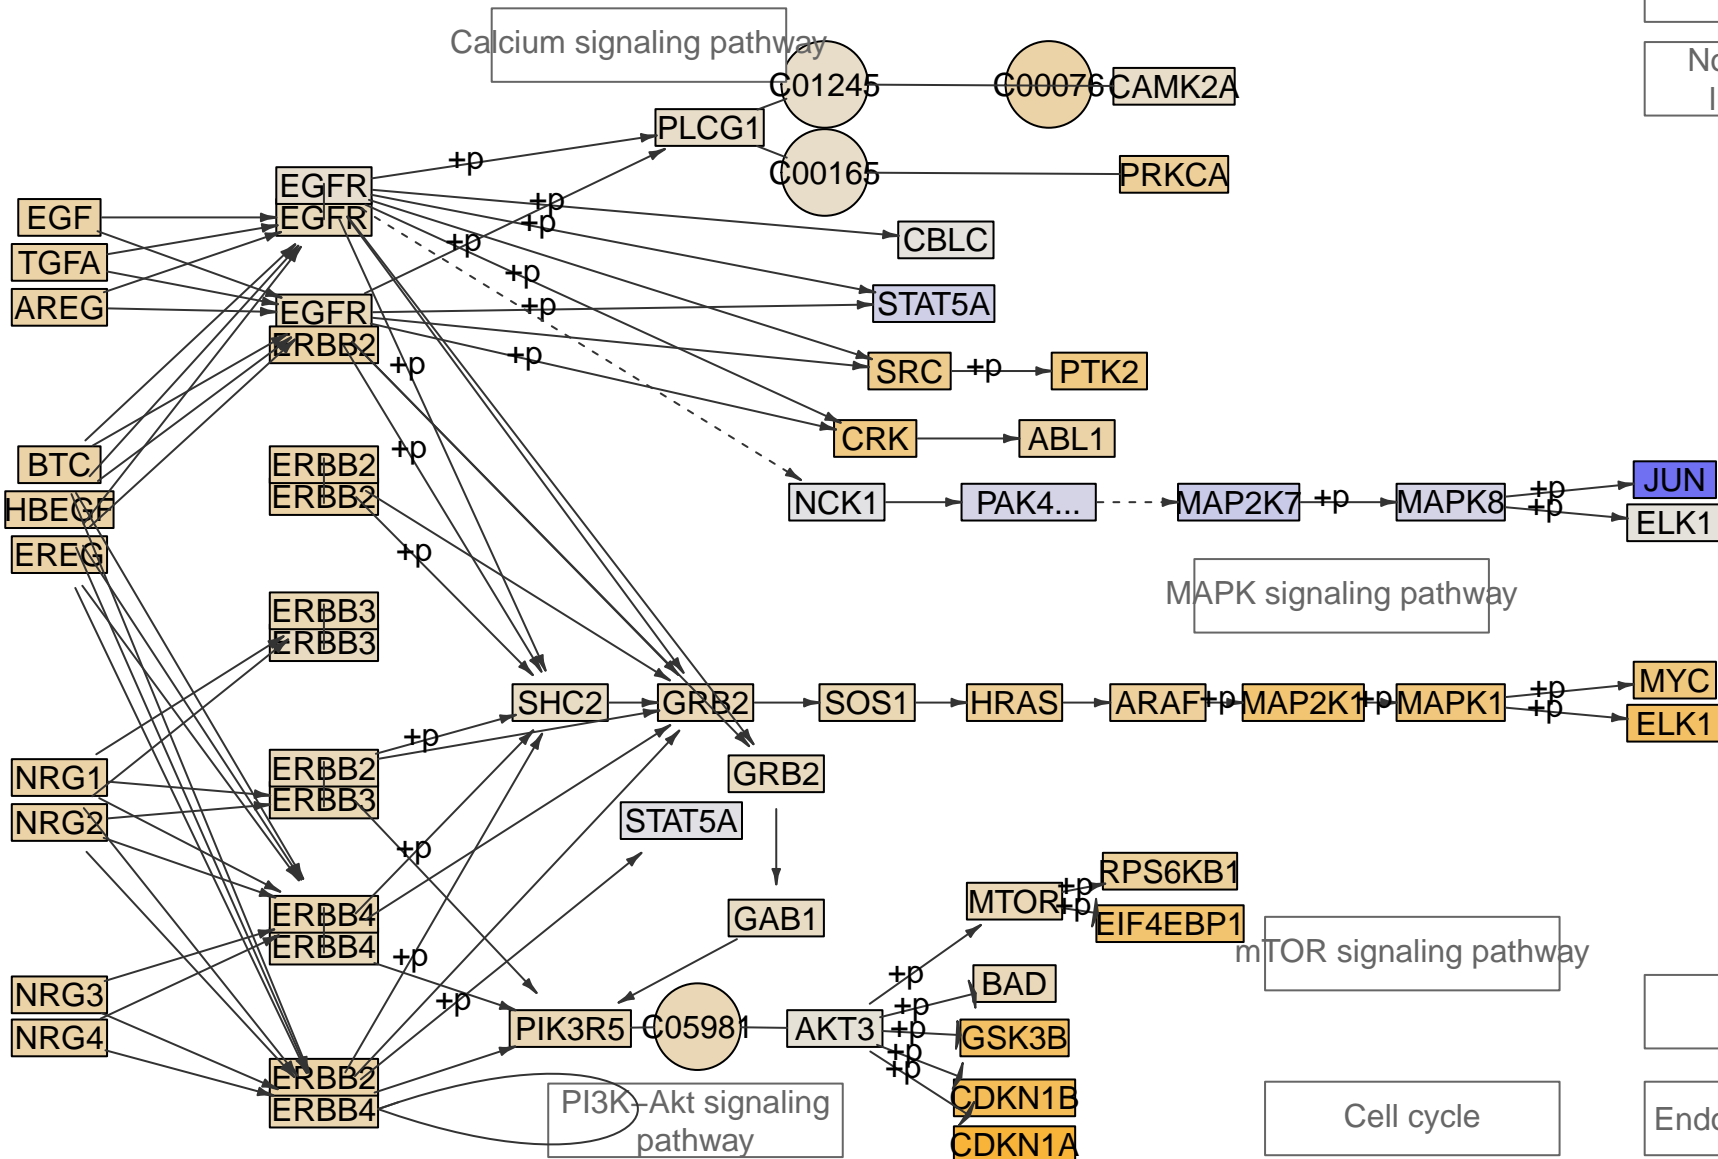 Calcium signaling pathway
No
C01245
C00076
CAMK2A
PLCG1
+p
C00165
PRKCA
EGFR
EGF
EGFR
+p
+p
+p
CBLC
TGFA
+p
AREG
EGFR
+p
STAT5A
ERBB2
+p
+p
SRC
+p
PTK2
CRK
ABL1
BTC
ERBB2
+p
JUN
HBEGF
ERBB2
NCK1
PAK4...
MAP2K7
+p
MAPK8
+p
+p
ELK1
EREG
+p
MAPK signaling pathway
ERBB3
ERBB3
SHC2
GRB2
SOS1
HRAS
ARAF
+p
MAP2K1
+p
MAPK1
+p
+p
MYC
ELK1
NRG1
ERBB2
+p
GRB2
ERBB3
NRG2
STAT5A
+p
ERBB4
GAB1
MTOR
+p
+p
RPS6KB1
EIF4EBP1
ERBB4
+p
mTOR signaling pathway
NRG3
+p
+p
BAD
NRG4
PIK3R5
C05981
AKT3
+p
+p
GSK3B
+p
+p
ERBB2
ERBB4
PI3K−Akt signaling
pathway
CDKN1B
CDKN1A
Cell cycle
Endo